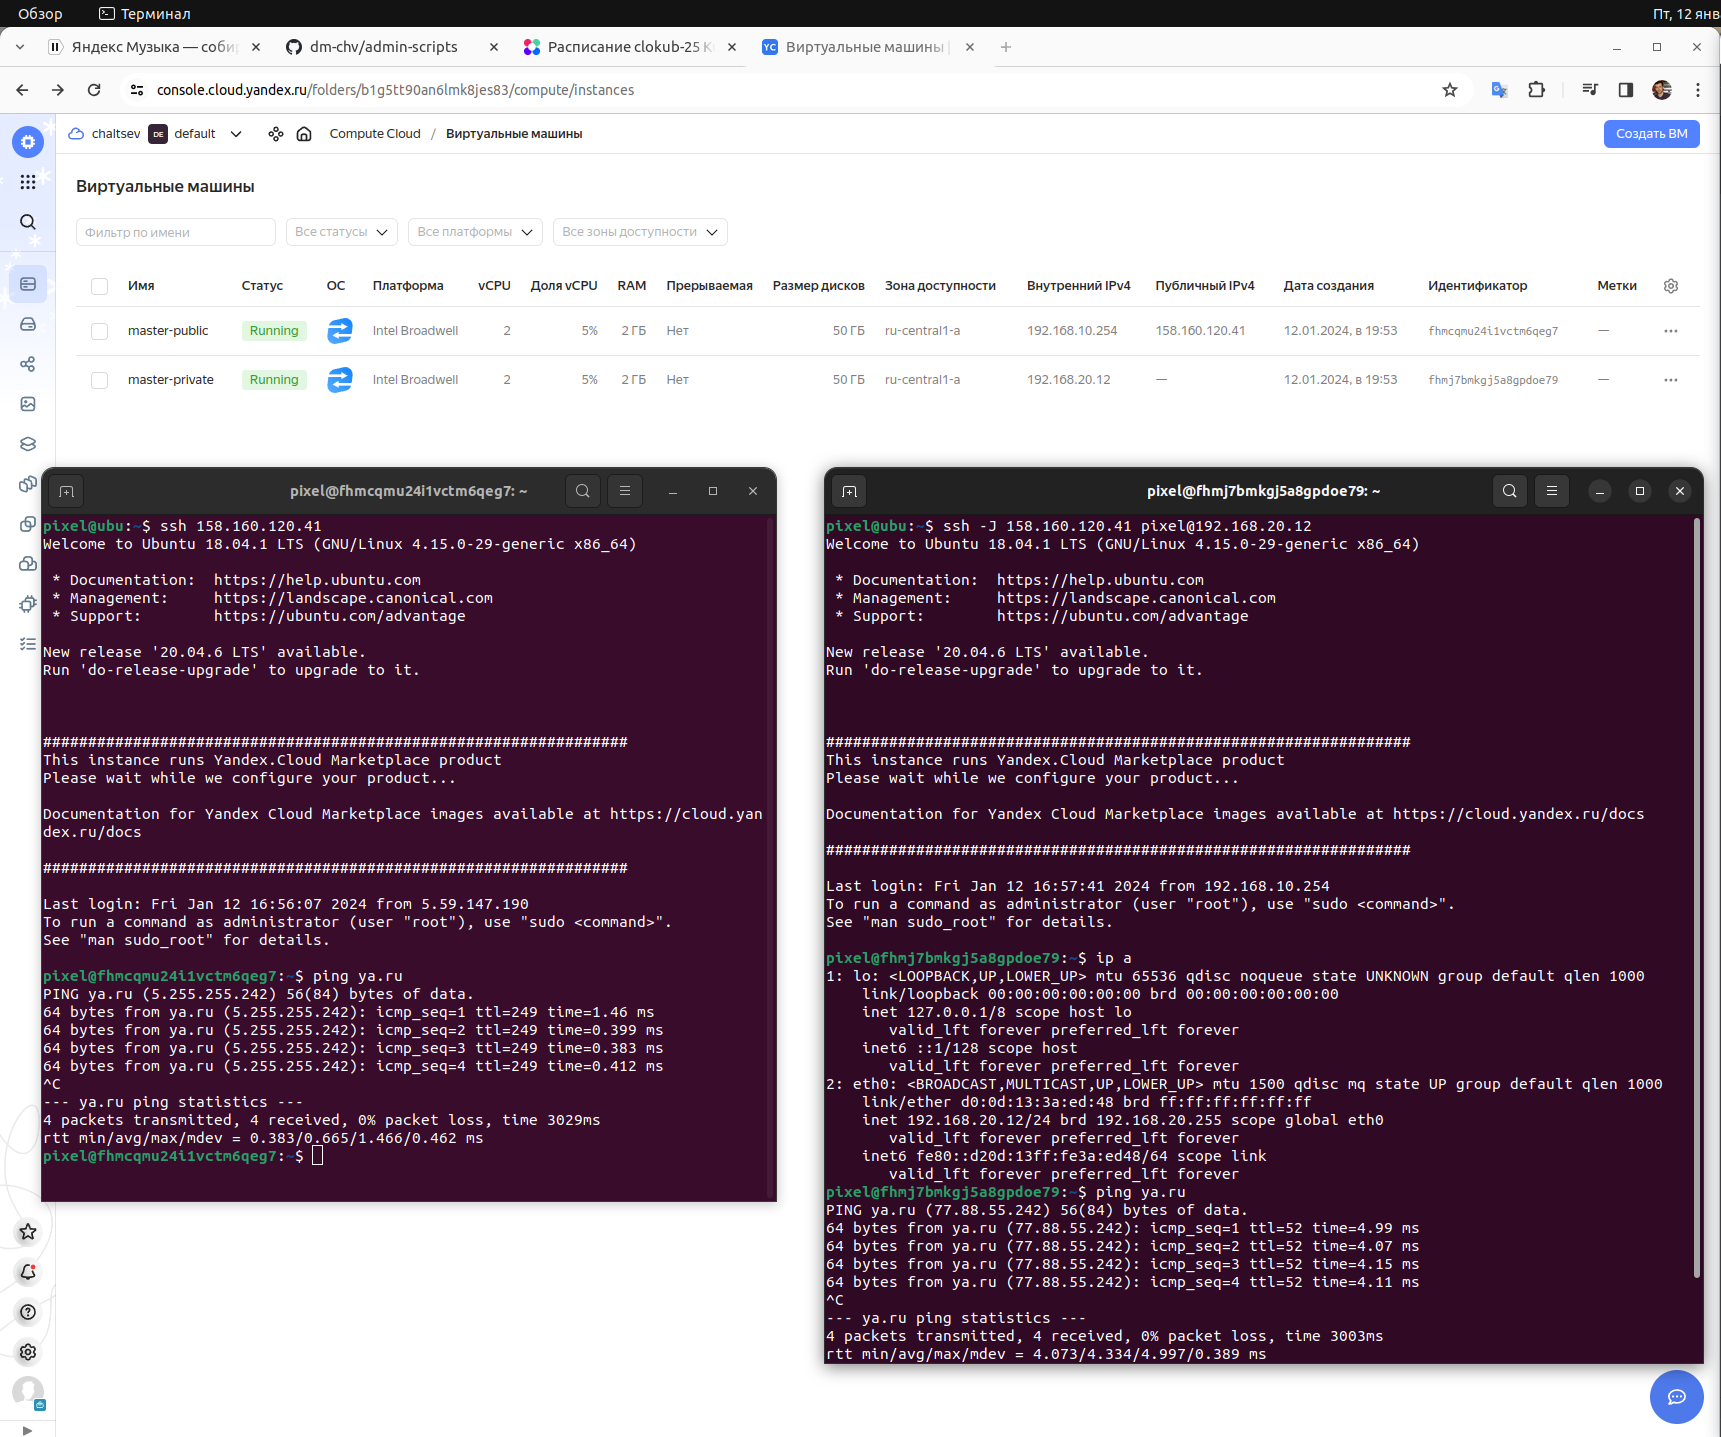 Обзор
Терминал
Пт, 12 янв
Яндекс Музыка — соби
dm-chv/admin-scripts
Расписание clokub-25 К
Виртуальные машины |
console.cloud.yandex.ru/folders/b1g5tt90an6lmk8jes83/compute/instances
chaltsev DE default Compute Cloud / Виртуальные машины
Создать ВМ
Виртуальные машины
Фильтр по имени Все статусы Все платформы Все зоны доступности
Имя Статус ОС Платформа vCPU Доля vCPU RAM Прерываемая Размер дисков Зона доступности Внутренний IPv4 Публичный IPv4 Дата создания Идентификатор Метки
master-public Running Intel Broadwell 2 5% 2 ГБ Нет 50 ГБ ru-central1-a 192.168.10.254 158.160.120.41 12.01.2024, в 19:53 fhmcqmu24i1vctm6qeg7 —
master-private Running Intel Broadwell 2 5% 2 ГБ Нет 50 ГБ ru-central1-a 192.168.20.12 — 12.01.2024, в 19:53 fhmj7bmkgj5a8gpdoe79 —
pixel@fhmcqmu24i1vctm6qeg7: ~
pixel@ubu:~$ ssh 158.160.120.41
Welcome to Ubuntu 18.04.1 LTS (GNU/Linux 4.15.0-29-generic x86_64)
* Documentation: https://help.ubuntu.com
* Management: https://landscape.canonical.com
* Support: https://ubuntu.com/advantage
New release '20.04.6 LTS' available.
Run 'do-release-upgrade' to upgrade to it.
#################################################################
This instance runs Yandex.Cloud Marketplace product
Please wait while we configure your product...
Documentation for Yandex Cloud Marketplace images available at https://cloud.yan
dex.ru/docs
#################################################################
Last login: Fri Jan 12 16:56:07 2024 from 5.59.147.190
To run a command as administrator (user "root"), use "sudo <command>".
See "man sudo_root" for details.
pixel@fhmcqmu24i1vctm6qeg7:~$ ping ya.ru
PING ya.ru (5.255.255.242) 56(84) bytes of data.
64 bytes from ya.ru (5.255.255.242): icmp_seq=1 ttl=249 time=1.46 ms
64 bytes from ya.ru (5.255.255.242): icmp_seq=2 ttl=249 time=0.399 ms
64 bytes from ya.ru (5.255.255.242): icmp_seq=3 ttl=249 time=0.383 ms
64 bytes from ya.ru (5.255.255.242): icmp_seq=4 ttl=249 time=0.412 ms
^C
--- ya.ru ping statistics ---
4 packets transmitted, 4 received, 0% packet loss, time 3029ms
rtt min/avg/max/mdev = 0.383/0.665/1.466/0.462 ms
pixel@fhmcqmu24i1vctm6qeg7:~$
pixel@fhmj7bmkgj5a8gpdoe79: ~
pixel@ubu:~$ ssh -J 158.160.120.41 pixel@192.168.20.12
Welcome to Ubuntu 18.04.1 LTS (GNU/Linux 4.15.0-29-generic x86_64)
* Documentation: https://help.ubuntu.com
* Management: https://landscape.canonical.com
* Support: https://ubuntu.com/advantage
New release '20.04.6 LTS' available.
Run 'do-release-upgrade' to upgrade to it.
#################################################################
This instance runs Yandex.Cloud Marketplace product
Please wait while we configure your product...
Documentation for Yandex Cloud Marketplace images available at https://cloud.yandex.ru/docs
#################################################################
Last login: Fri Jan 12 16:57:41 2024 from 192.168.10.254
To run a command as administrator (user "root"), use "sudo <command>".
See "man sudo_root" for details.
pixel@fhmj7bmkgj5a8gpdoe79:~$ ip a
1: lo: <LOOPBACK,UP,LOWER_UP> mtu 65536 qdisc noqueue state UNKNOWN group default qlen 1000
link/loopback 00:00:00:00:00:00 brd 00:00:00:00:00:00
inet 127.0.0.1/8 scope host lo
valid_lft forever preferred_lft forever
inet6 ::1/128 scope host
valid_lft forever preferred_lft forever
2: eth0: <BROADCAST,MULTICAST,UP,LOWER_UP> mtu 1500 qdisc mq state UP group default qlen 1000
link/ether d0:0d:13:3a:ed:48 brd ff:ff:ff:ff:ff:ff
inet 192.168.20.12/24 brd 192.168.20.255 scope global eth0
valid_lft forever preferred_lft forever
inet6 fe80::d20d:13ff:fe3a:ed48/64 scope link
valid_lft forever preferred_lft forever
pixel@fhmj7bmkgj5a8gpdoe79:~$ ping ya.ru
PING ya.ru (77.88.55.242) 56(84) bytes of data.
64 bytes from ya.ru (77.88.55.242): icmp_seq=1 ttl=52 time=4.99 ms
64 bytes from ya.ru (77.88.55.242): icmp_seq=2 ttl=52 time=4.07 ms
64 bytes from ya.ru (77.88.55.242): icmp_seq=3 ttl=52 time=4.15 ms
64 bytes from ya.ru (77.88.55.242): icmp_seq=4 ttl=52 time=4.11 ms
^C
--- ya.ru ping statistics ---
4 packets transmitted, 4 received, 0% packet loss, time 3003ms
rtt min/avg/max/mdev = 4.073/4.334/4.997/0.389 ms